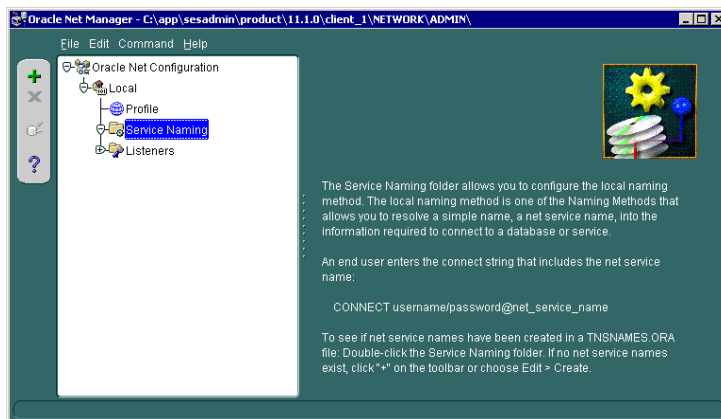 Oracle Net Manager - C:\app\sesadmin\product\11.1.0\client_1\NETWORK\ADMIN\
File Edit Command Help
Oracle Net Configuration
Local
Profile
Service Naming
Listeners
The Service Naming folder allows you to configure the local naming
method. The local naming method is one of the Naming Methods that
allows you to resolve a simple name, a net service name, into the
information required to connect to a database or service.
An end user enters the connect string that includes the net service
name:
CONNECT username/password@net_service_name
To see if net service names have been created in a TNSNAMES.ORA
file: Double-click the Service Naming folder. If no net service names
exist, click "+" on the toolbar or choose Edit > Create.